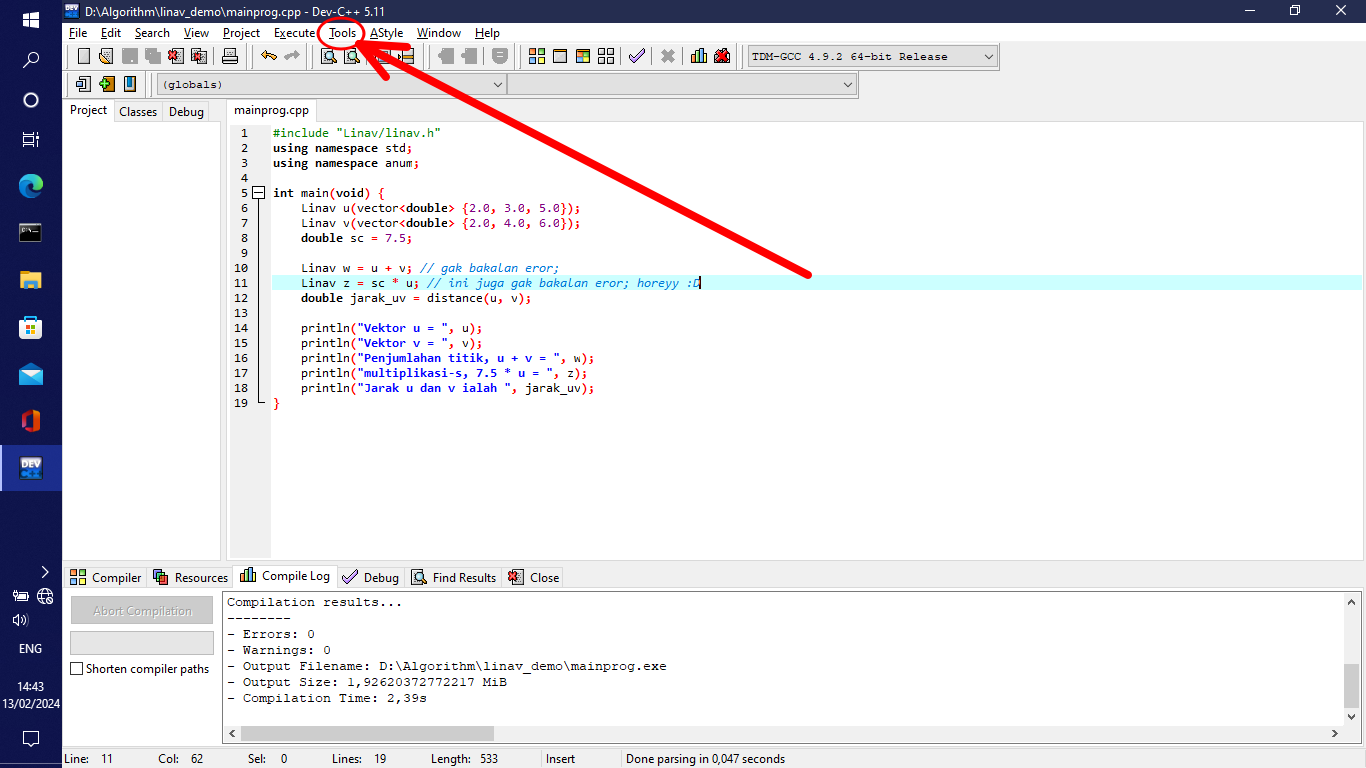 D:\Algorithm\linav_demo\mainprog.cpp - Dev-C++ 5.11
File Edit Search View Project Execute Tools AStyle Window Help
TDM-GCC 4.9.2 64-bit Release
(globals)
Project Classes Debug
mainprog.cpp
1 #include "Linav/linav.h"
2 using namespace std;
3 using namespace anum;
4
5 int main(void) {
6 Linav u(vector<double> {2.0, 3.0, 5.0});
7 Linav v(vector<double> {2.0, 4.0, 6.0});
8 double sc = 7.5;
9
10 Linav w = u + v; // gak bakalan eror;
11 Linav z = sc * u; // ini juga gak bakalan eror; horeyy :D
12 double jarak_uv = distance(u, v);
13
14 println("Vektor u = ", u);
15 println("Vektor v = ", v);
16 println("Penjumlahan titik, u + v = ", w);
17 println("multiplikasi-s, 7.5 * u = ", z);
18 println("Jarak u dan v ialah ", jarak_uv);
19 }
Compiler Resources Compile Log Debug Find Results Close
Abort Compilation
Shorten compiler paths
Compilation results...
--------
- Errors: 0
- Warnings: 0
- Output Filename: D:\Algorithm\linav_demo\mainprog.exe
- Output Size: 1,92620372772217 MiB
- Compilation Time: 2,39s
Line: 11 Col: 62 Sel: 0 Lines: 19 Length: 533 Insert Done parsing in 0,047 seconds
DEV
C++
ENG
14:43
13/02/2024